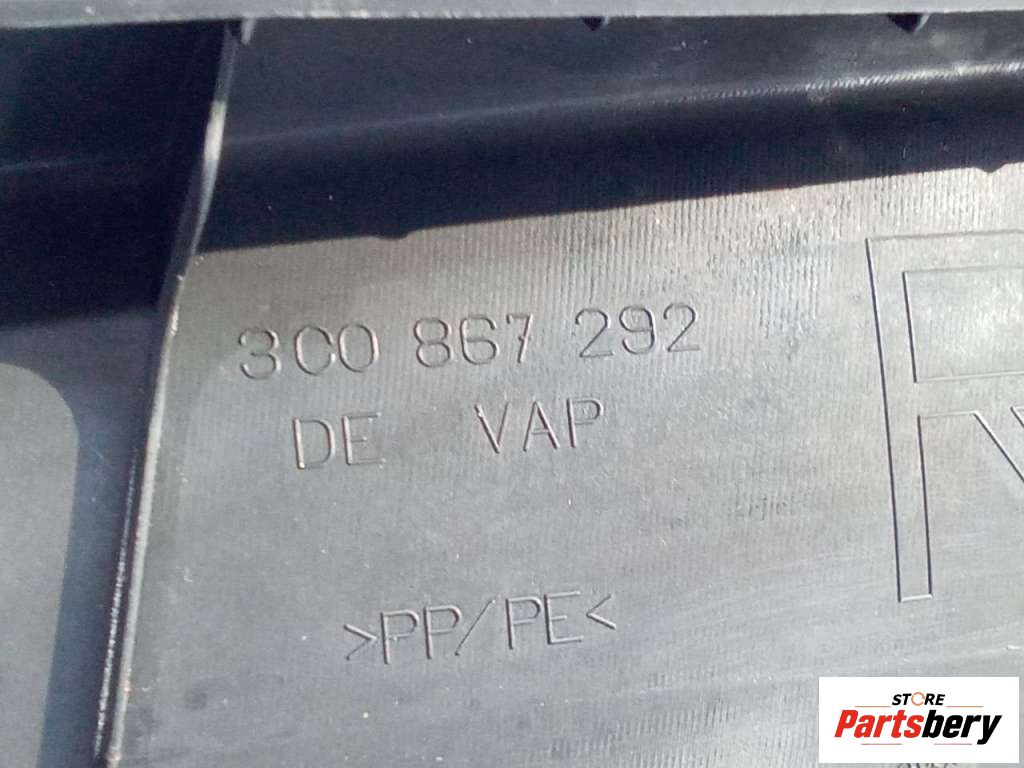 3C0 867 292
DE VAP
R
>PP/PE<
STORE
Partsbery